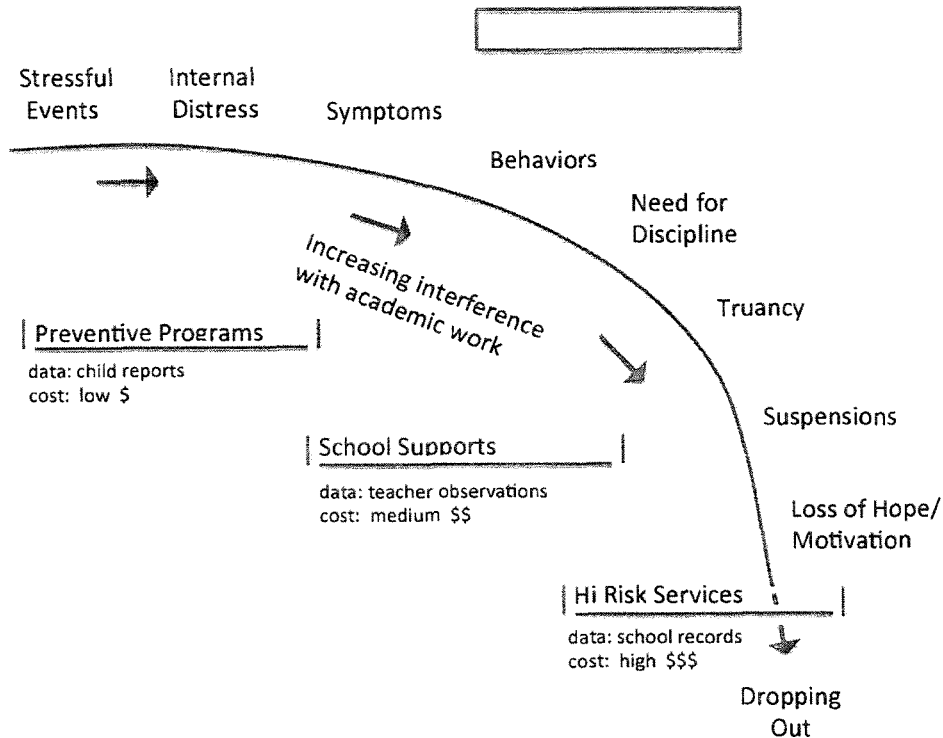 Stressful
Events
Internal
Distress
Symptoms
Behaviors
Need for
Discipline
Truancy
Suspensions
Loss of Hope/
Motivation
Dropping
Out
Increasing interference
with academic work
Preventive Programs
data: child reports
cost: low $
School Supports
data: teacher observations
cost: medium $$
Hi Risk Services
data: school records
cost: high $$$